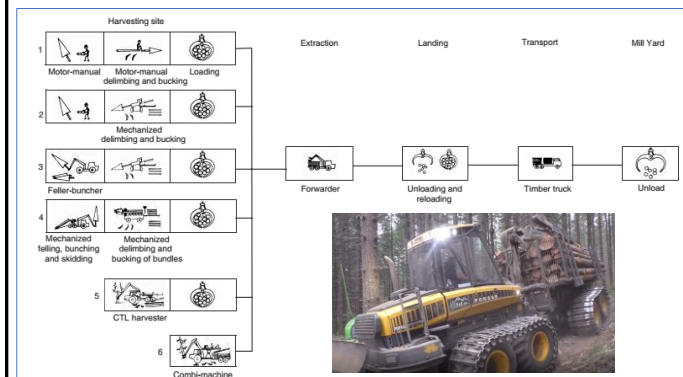 Harvesting site
Extraction
Landing
Transport
Mill Yard
1
Motor-manual
Motor-manual
delimbing and bucking
Loading
2
Mechanized
delimbing and bucking
3
Feller-buncher
Forwarder
Unloading and
reloading
Timber truck
Unload
4
Mechanized
felling, bunching
and skidding
Mechanized
delimbing and
bucking of bundles
5
CTL harvester
6
Combi-machine
PONSSE